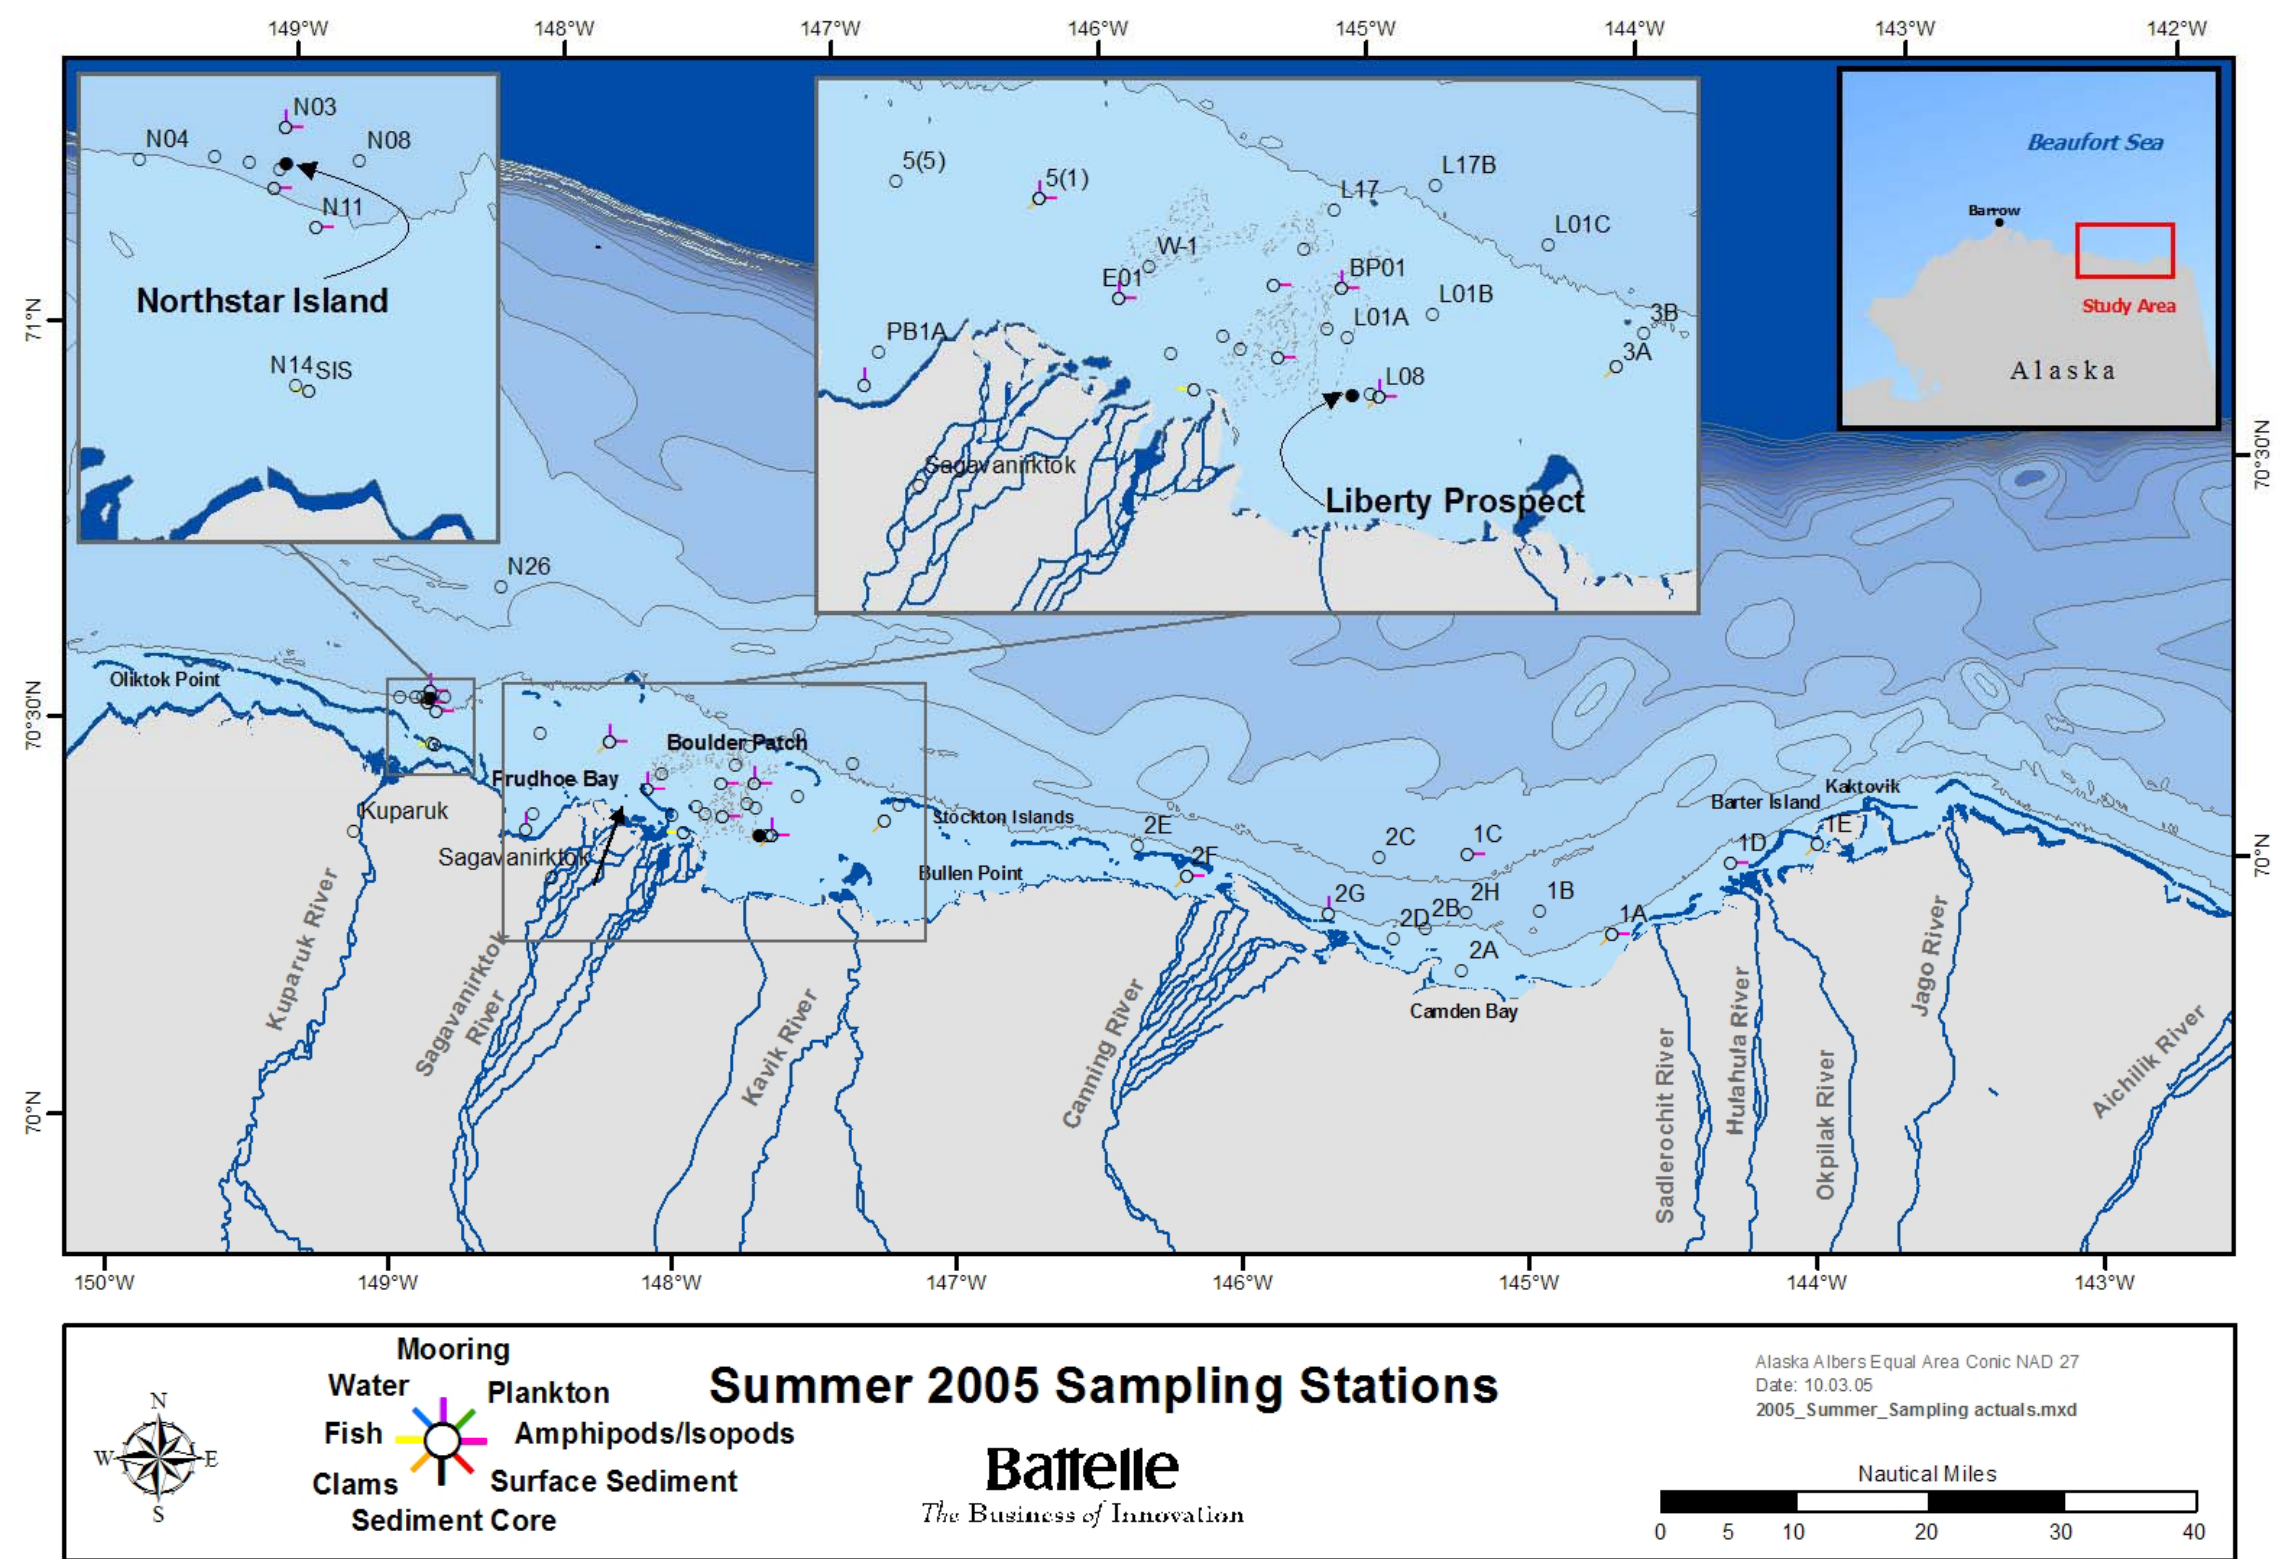 149°W 148°W 147°W 146°W 145°W 144°W 143°W 142°W
N03
N04
N08
N11
Northstar Island
N14 SIS
5(5)
5(1)
L17B
L17
L01C
W-1
BP01
E01
L01B
3B
L01A
PB1A
3A
L08
Sagavanirktok
Liberty Prospect
Beaufort Sea
Barrow
Study Area
Alaska
71°N
70°30'N
N26
Oliktok Point
70°30'N
Boulder Patch
Prudhoe Bay
Kuparuk
Sagavanirktok
Stockton Islands
Bullen Point
2E
2F
2C
1C
2G
2D
2B
2H
1B
1A
2A
Camden Bay
Barter Island
Kaktovik
1D
1E
70°N
Kuparuk River
Sagavanirktok
River
Kavik River
Canning River
Sadlerochit River
Hulahula River
Okpilak River
Jago River
Aichillik River
70°N
150°W 149°W 148°W 147°W 146°W 145°W 144°W 143°W
N
W E
S
Mooring
Water Plankton
Fish Amphipods/Isopods
Clams Surface Sediment
Sediment Core
Summer 2005 Sampling Stations
Battelle
The Business of Innovation
Alaska Albers Equal Area Conic NAD 27
Date: 10.03.05
2005_Summer_Sampling actuals.mxd
Nautical Miles
0 5 10 20 30 40